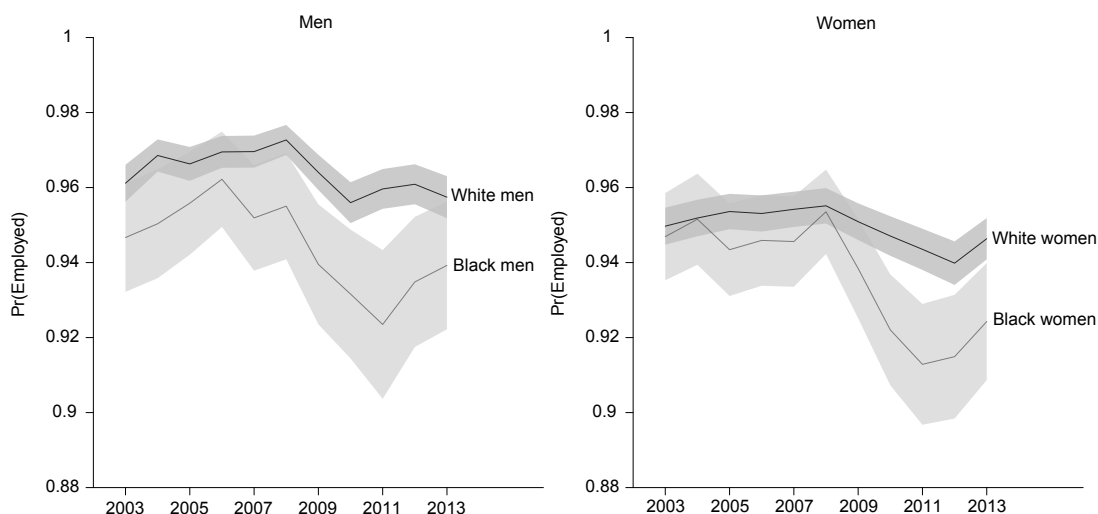 Men
Pr(Employed)
1
0.98
0.96
0.94
0.92
0.9
0.88
White men
Black men
2003 2005 2007 2009 2011 2013
Women
Pr(Employed)
1
0.98
0.96
0.94
0.92
0.9
0.88
White women
Black women
2003 2005 2007 2009 2011 2013